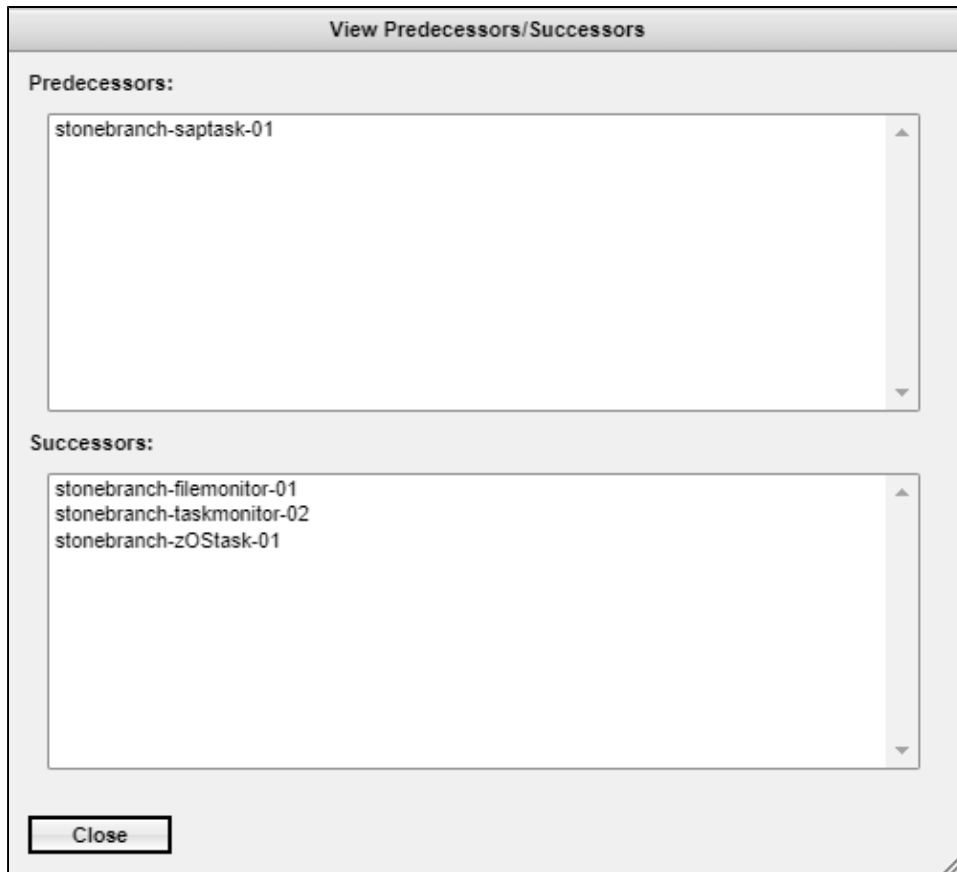 View Predecessors/Successors
Predecessors:
stonebranch-saptask-01
Successors:
stonebranch-filemonitor-01
stonebranch-taskmonitor-02
stonebranch-zOStask-01
Close